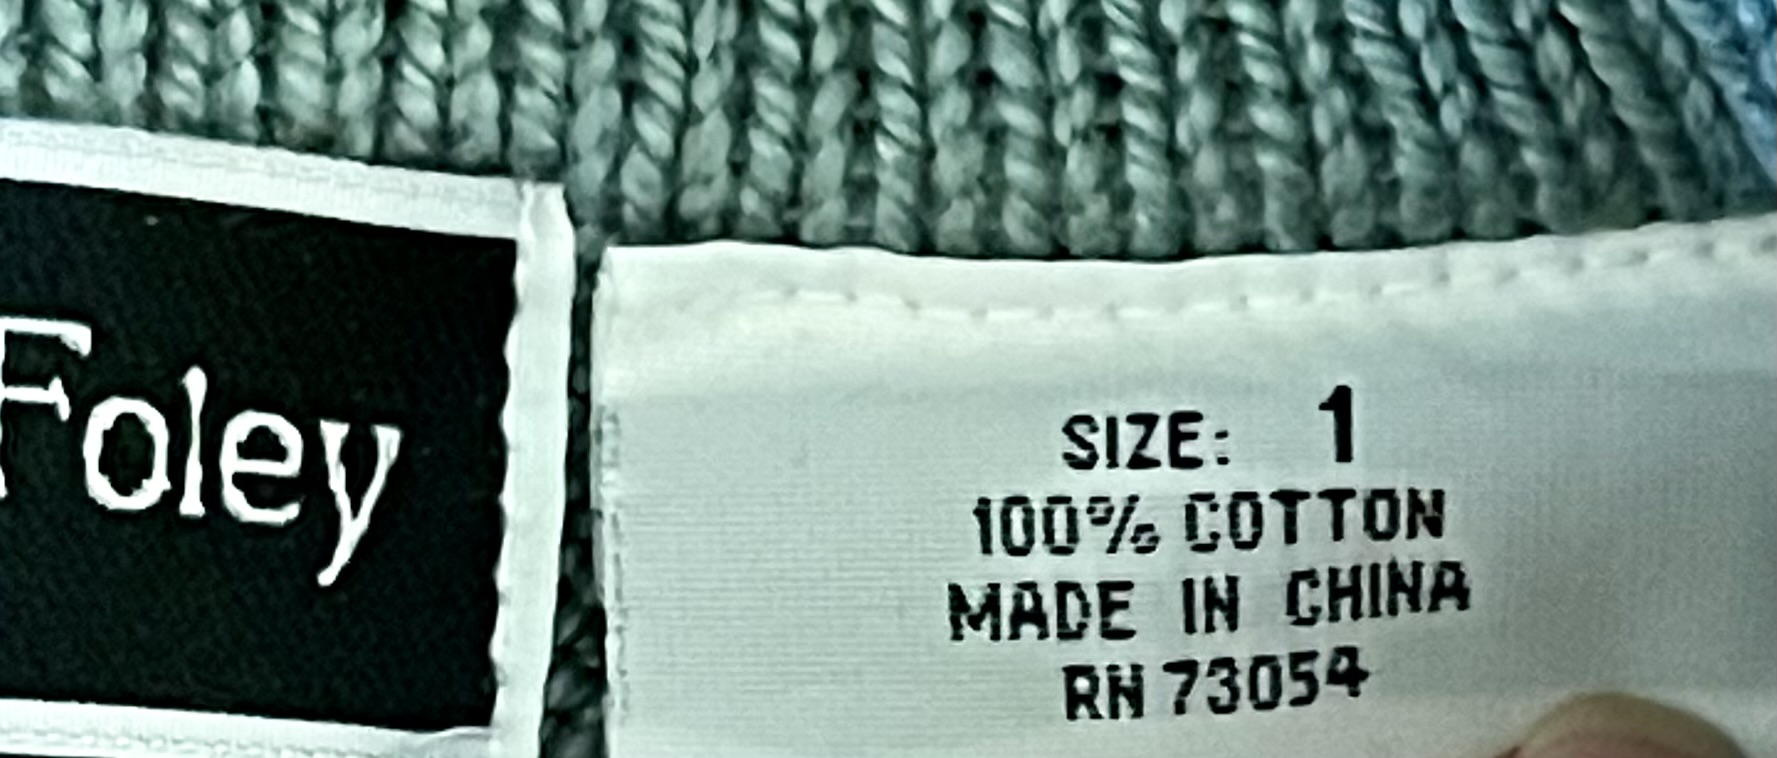 Foley
SIZE: 1
100% COTTON
MADE IN CHINA
RN 73054